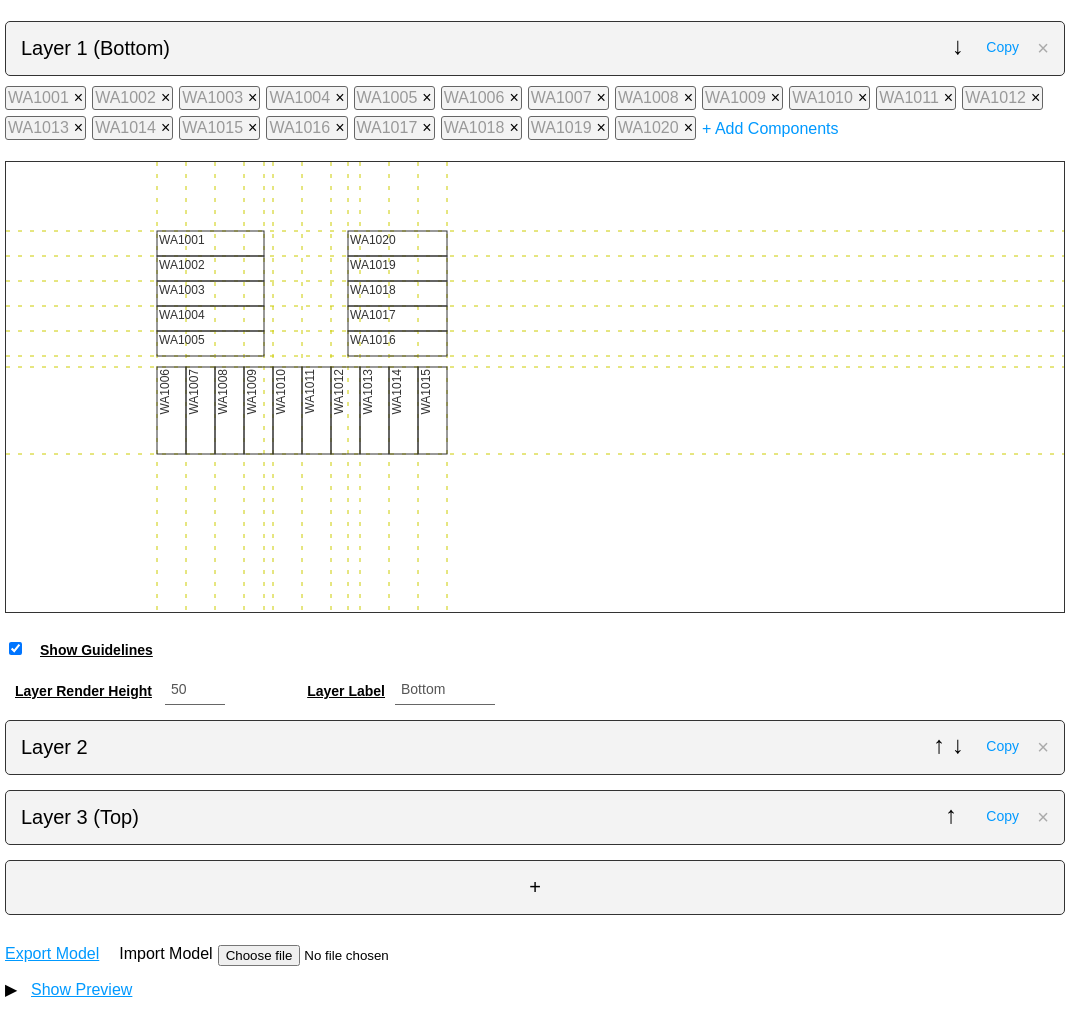 Layer 1 (Bottom) ↓ Copy ×
WA1001 × WA1002 × WA1003 × WA1004 × WA1005 × WA1006 × WA1007 × WA1008 × WA1009 × WA1010 × WA1011 × WA1012 ×
WA1013 × WA1014 × WA1015 × WA1016 × WA1017 × WA1018 × WA1019 × WA1020 × + Add Components
WA1001 WA1020
WA1002 WA1019
WA1003 WA1018
WA1004 WA1017
WA1005 WA1016
WA1006
WA1007
WA1008
WA1009
WA1010
WA1011
WA1012
WA1013
WA1014
WA1015
Show Guidelines
Layer Render Height 50 Layer Label Bottom
Layer 2 ↑ ↓ Copy ×
Layer 3 (Top) ↑ Copy ×
+
Export Model Import Model Choose file No file chosen
▶ Show Preview